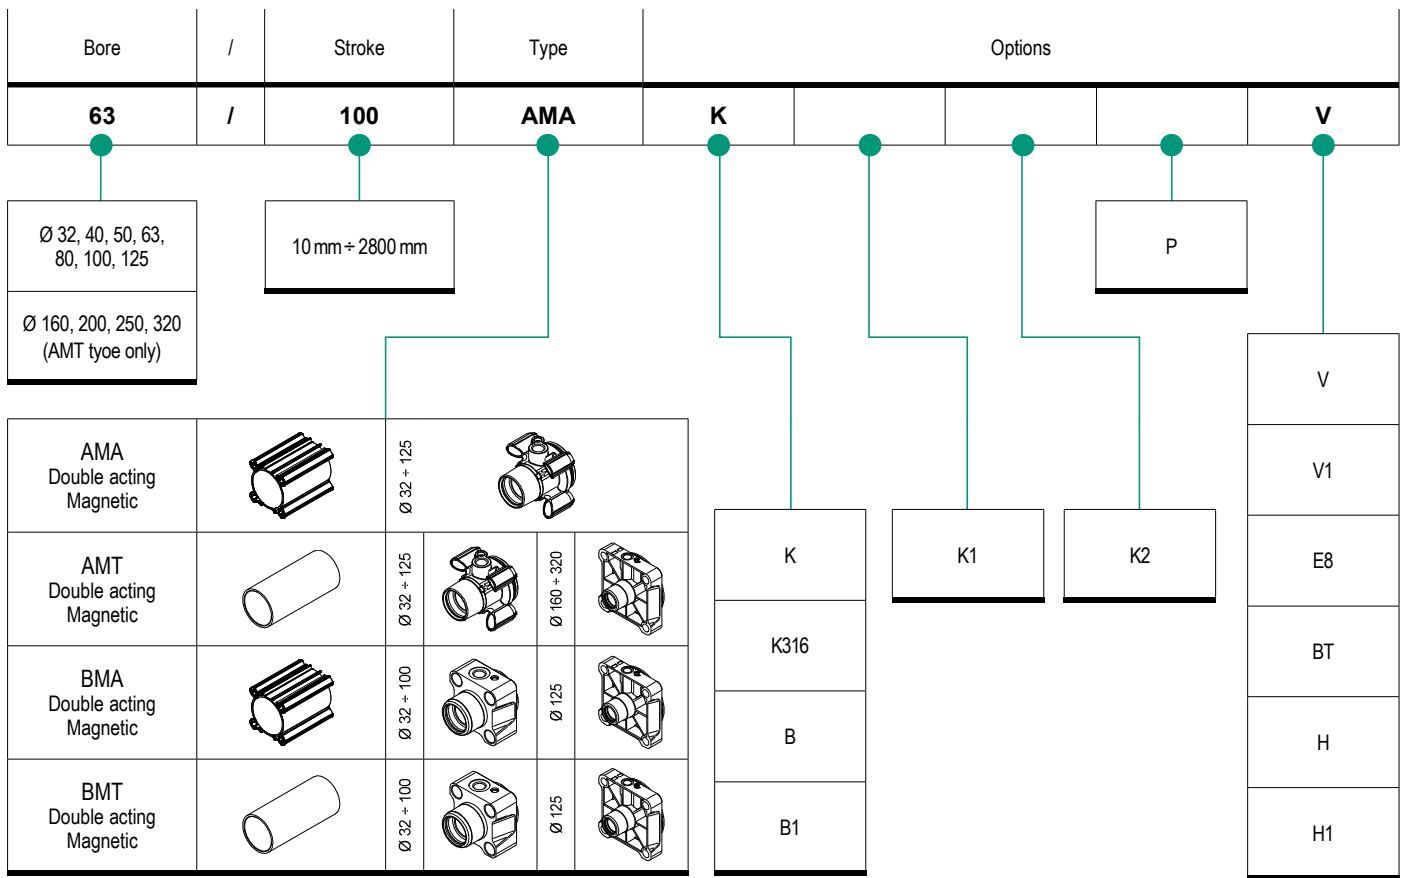 Bore / Stroke Type Options
63 / 100 AMA K V
Ø 32, 40, 50, 63,
80, 100, 125
Ø 160, 200, 250, 320
(AMT tyoe only)
10 mm ÷ 2800 mm
P
AMA
Double acting
Magnetic
Ø 32 ÷ 125
AMT
Double acting
Magnetic
Ø 32 ÷ 125
Ø 160 ÷ 320
BMA
Double acting
Magnetic
Ø 32 ÷ 100
Ø 125
BMT
Double acting
Magnetic
Ø 32 ÷ 100
Ø 125
K
K316
B
B1
K1
K2
V
V1
E8
BT
H
H1